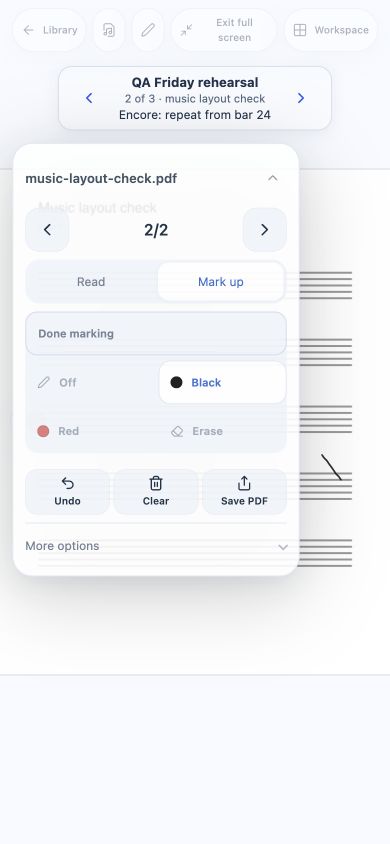 Library
Exit full
screen
Workspace
QA Friday rehearsal
2 of 3 · music layout check
Encore: repeat from bar 24
music-layout-check.pdf
Music layout check
2/2
Read
Mark up
Done marking
Off
Black
Red
Erase
Undo
Clear
Save PDF
More options